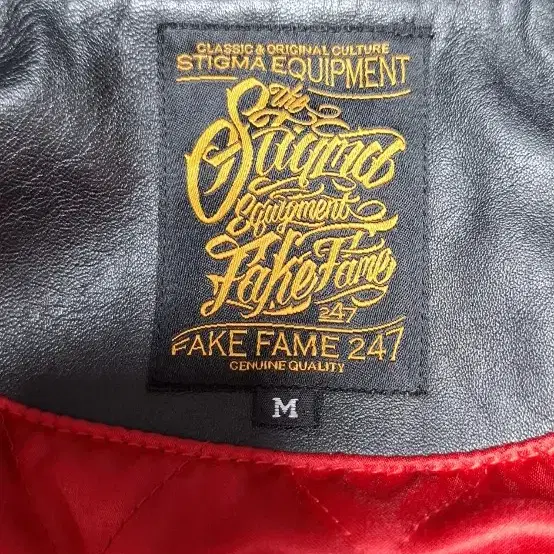 CLASSIC & ORIGINAL CULTURE
STIGMA EQUIPMENT
the
Stigma
Equipment
Fake Fame
247
FAKE FAME 247
GENUINE QUALITY
M